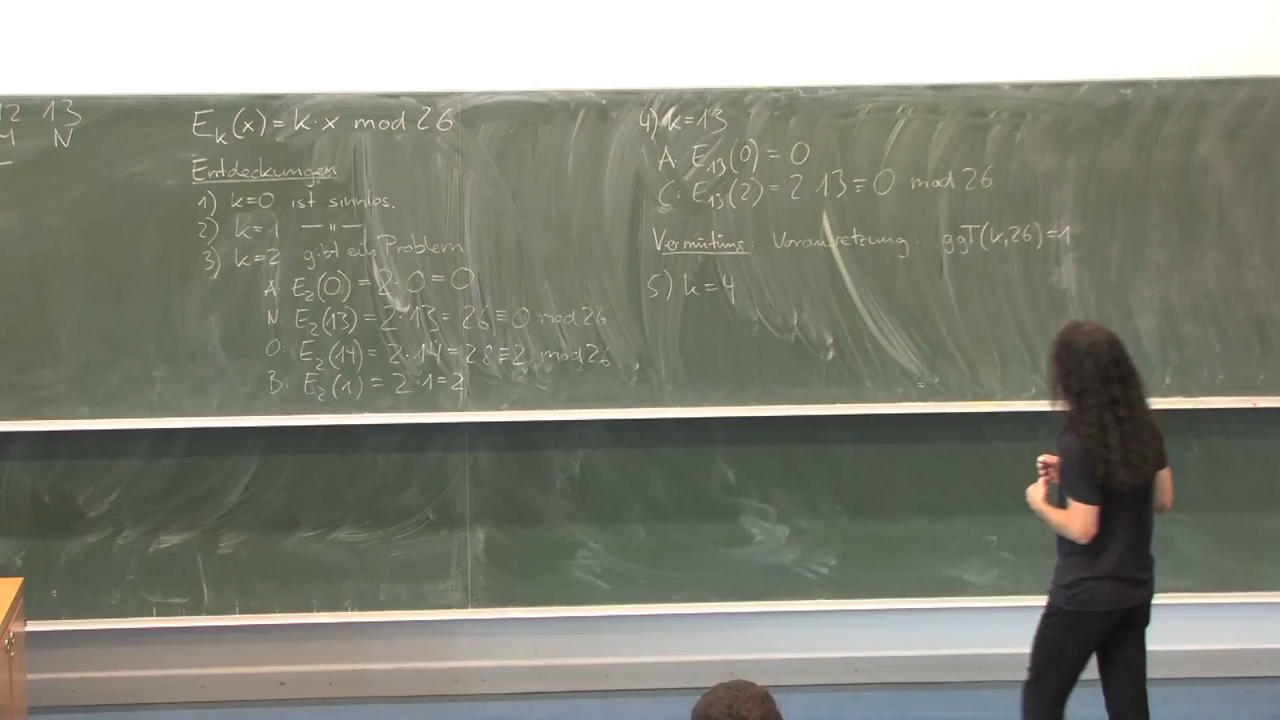 12 13
N
E_k(x) = k·x mod 26
Entdeckungen
1) k=0 ist sinnlos.
2) k=1 —"—
3) k=2 gibt ein Problem
A: E_2(0) = 2·0 = 0
N: E_2(13) = 2·13 = 26 ≡ 0 mod 26
O: E_2(14) = 2·14 = 28 ≡ 2 mod 26
B: E_2(1) = 2·1 = 2
4) k=13
A: E_13(0) = 0
C: E_13(2) = 2·13 ≡ 0 mod 26
Vermutung: Voraussetzung: ggT(k,26)=1
5) k=4